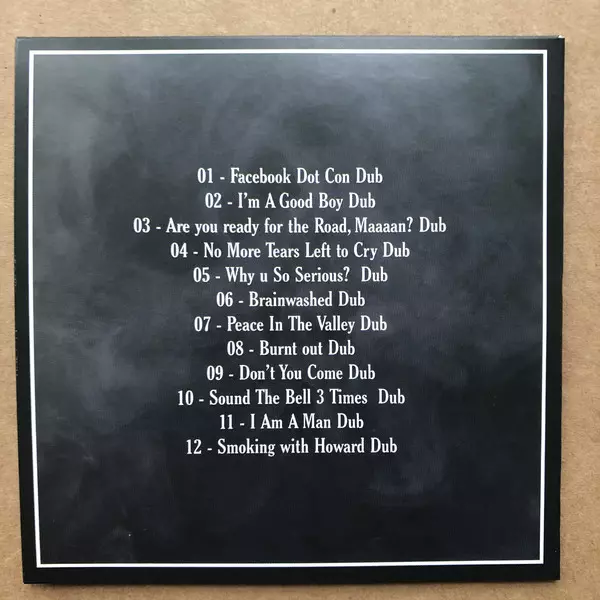 01 - Facebook Dot Con Dub
02 - I'm A Good Boy Dub
03 - Are you ready for the Road, Maaaan? Dub
04 - No More Tears Left to Cry Dub
05 - Why u So Serious? Dub
06 - Brainwashed Dub
07 - Peace In The Valley Dub
08 - Burnt out Dub
09 - Don't You Come Dub
10 - Sound The Bell 3 Times Dub
11 - I Am A Man Dub
12 - Smoking with Howard Dub